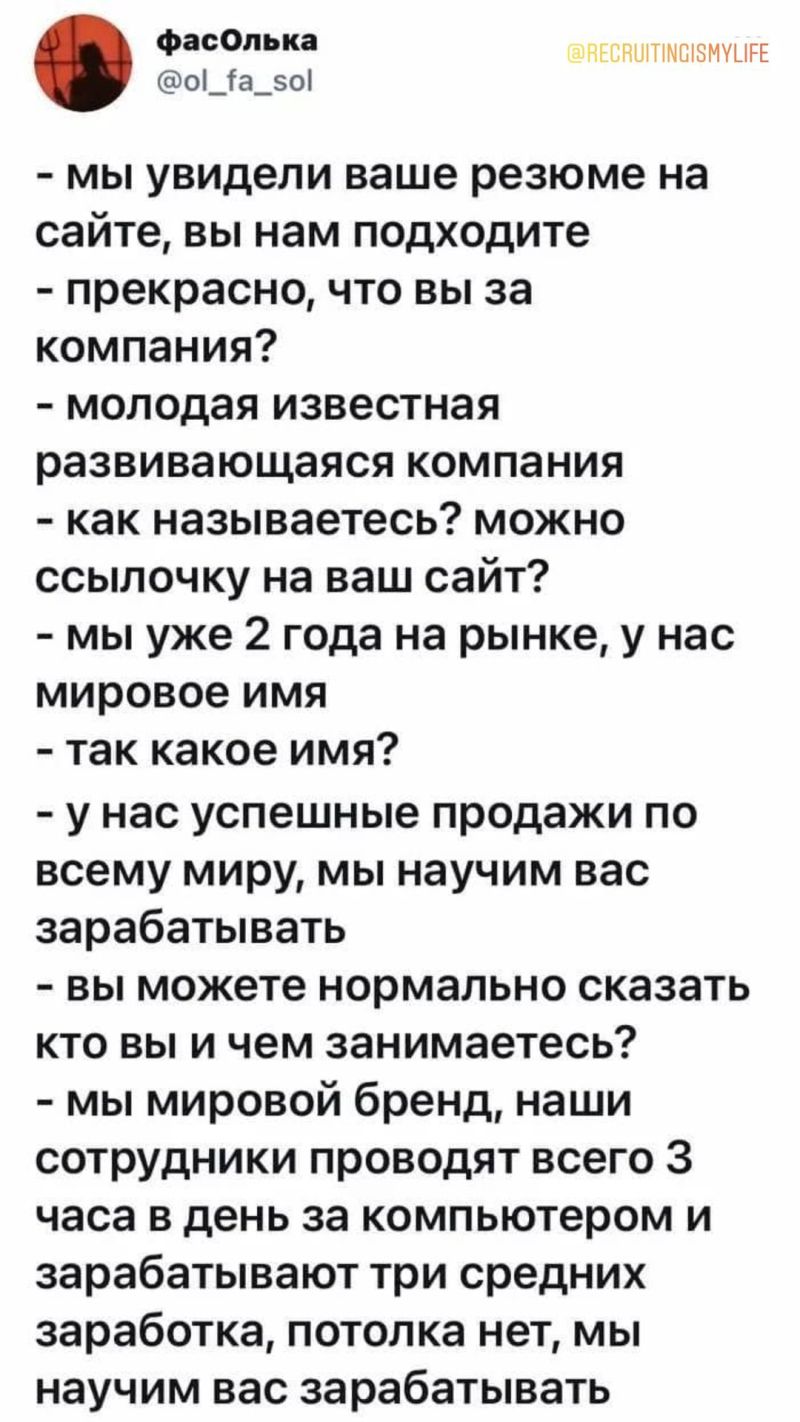 фасОлька
@RECRUITINGISMYLIFE
@ol_fa_sol
- мы увидели ваше резюме на
сайте, вы нам подходите
- прекрасно, что вы за
компания?
- молодая известная
развивающаяся компания
- как называетесь? можно
ссылочку на ваш сайт?
- мы уже 2 года на рынке, у нас
мировое имя
- так какое имя?
- у нас успешные продажи по
всему миру, мы научим вас
зарабатывать
- вы можете нормально сказать
кто вы и чем занимаетесь?
- мы мировой бренд, наши
сотрудники проводят всего 3
часа в день за компьютером и
зарабатывают три средних
заработка, потолка нет, мы
научим вас зарабатывать